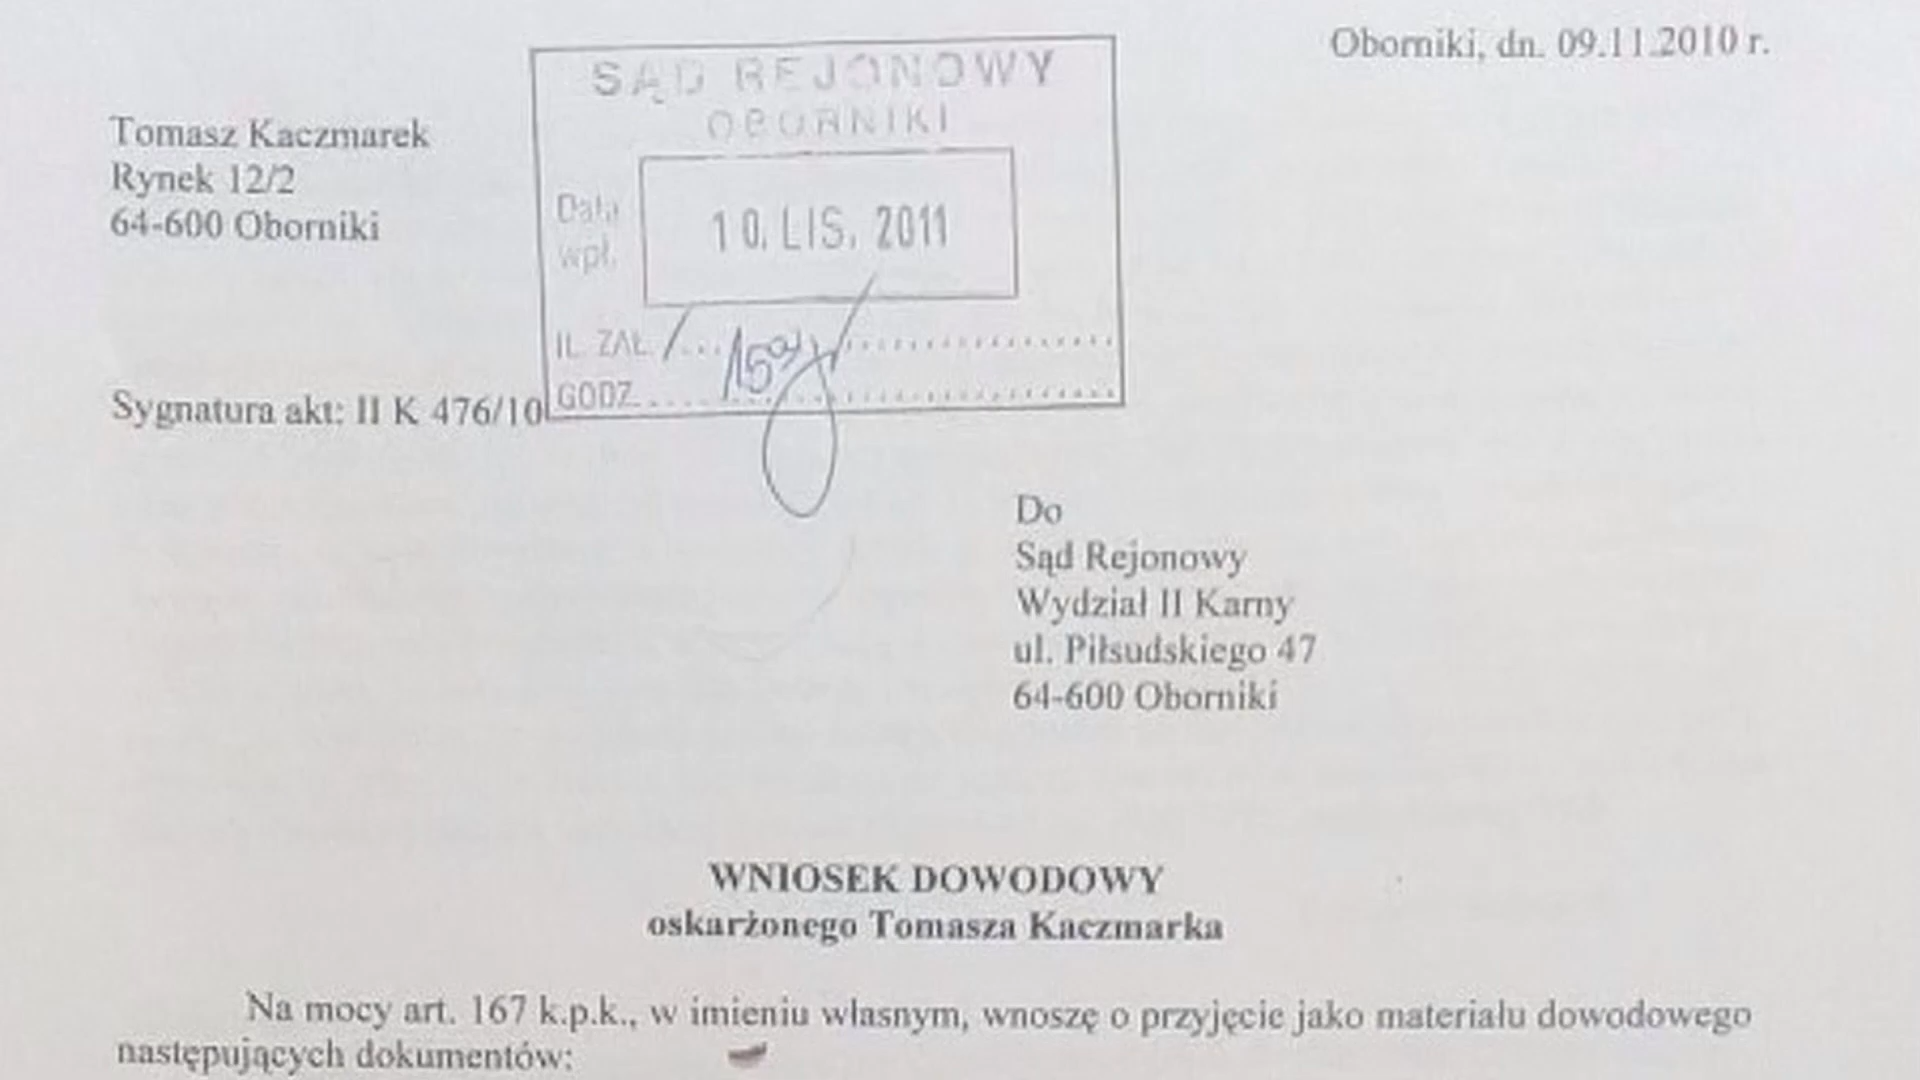 Oborniki, dn. 09.11.2010 r.
SĄD REJONOWY
OBORNIKI
Tomasz Kaczmarek
Rynek 12/2
64-600 Oborniki
Data
wpł.
10. LIS. 2011
IL. ZAŁ.
GODZ.
Sygnatura akt: II K 476/10
Do
Sąd Rejonowy
Wydział II Karny
ul. Piłsudskiego 47
64-600 Oborniki
WNIOSEK DOWODOWY
oskarżonego Tomasza Kaczmarka
Na mocy art. 167 k.p.k., w imieniu własnym, wnoszę o przyjęcie jako materiału dowodowego
następujących dokumentów: